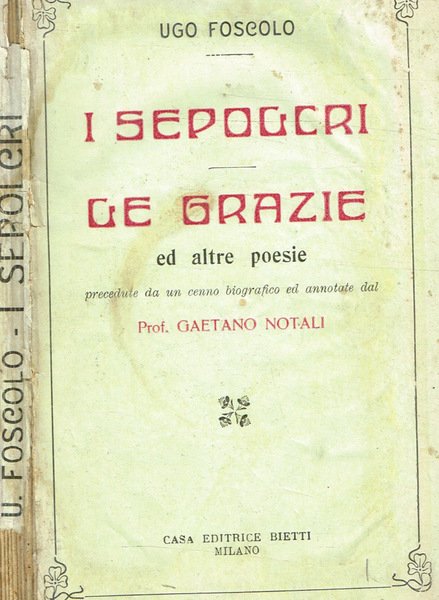 UGO FOSCOLO
I SEPOLCRI
LE GRAZIE
ed altre poesie
precedute da un cenno biografico ed annotate dal
Prof. GAETANO NOTALI
CASA EDITRICE BIETTI
MILANO
U. FOSCOLO - I SEPOLCRI